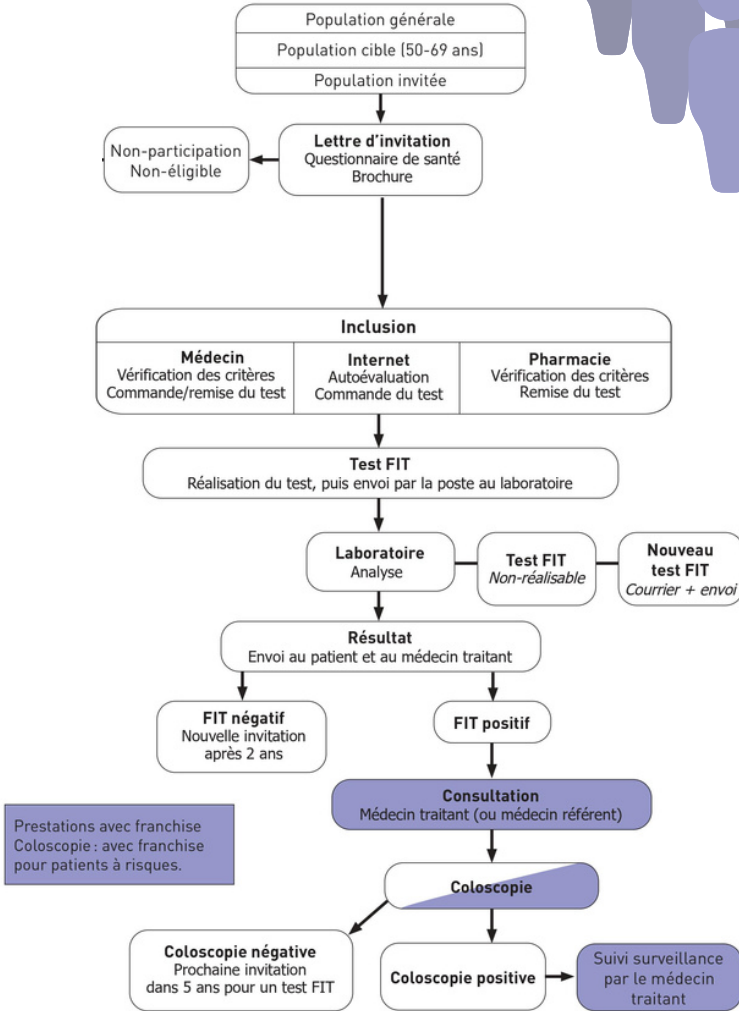 Population générale
Population cible (50-69 ans)
Population invitée
Lettre d'invitation
Questionnaire de santé
Brochure
Non-participation
Non-éligible
Inclusion
Médecin
Vérification des critères
Commande/remise du test
Internet
Autoévaluation
Commande du test
Pharmacie
Vérification des critères
Remise du test
Test FIT
Réalisation du test, puis envoi par la poste au laboratoire
Laboratoire
Analyse
Test FIT
Non-réalisable
Nouveau
test FIT
Courrier + envoi
Résultat
Envoi au patient et au médecin traitant
FIT négatif
Nouvelle invitation
après 2 ans
FIT positif
Consultation
Médecin traitant (ou médecin référent)
Prestations avec franchise
Coloscopie : avec franchise
pour patients à risques.
Coloscopie
Coloscopie négative
Prochaine invitation
dans 5 ans pour un test FIT
Coloscopie positive
Suivi surveillance
par le médecin
traitant